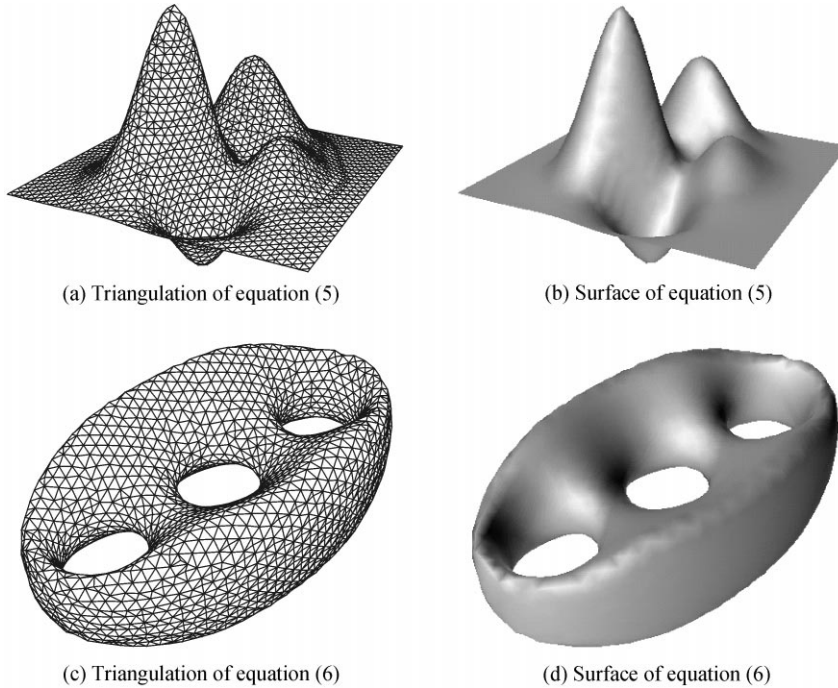 (a) Triangulation of equation (5)
(b) Surface of equation (5)
(c) Triangulation of equation (6)
(d) Surface of equation (6)